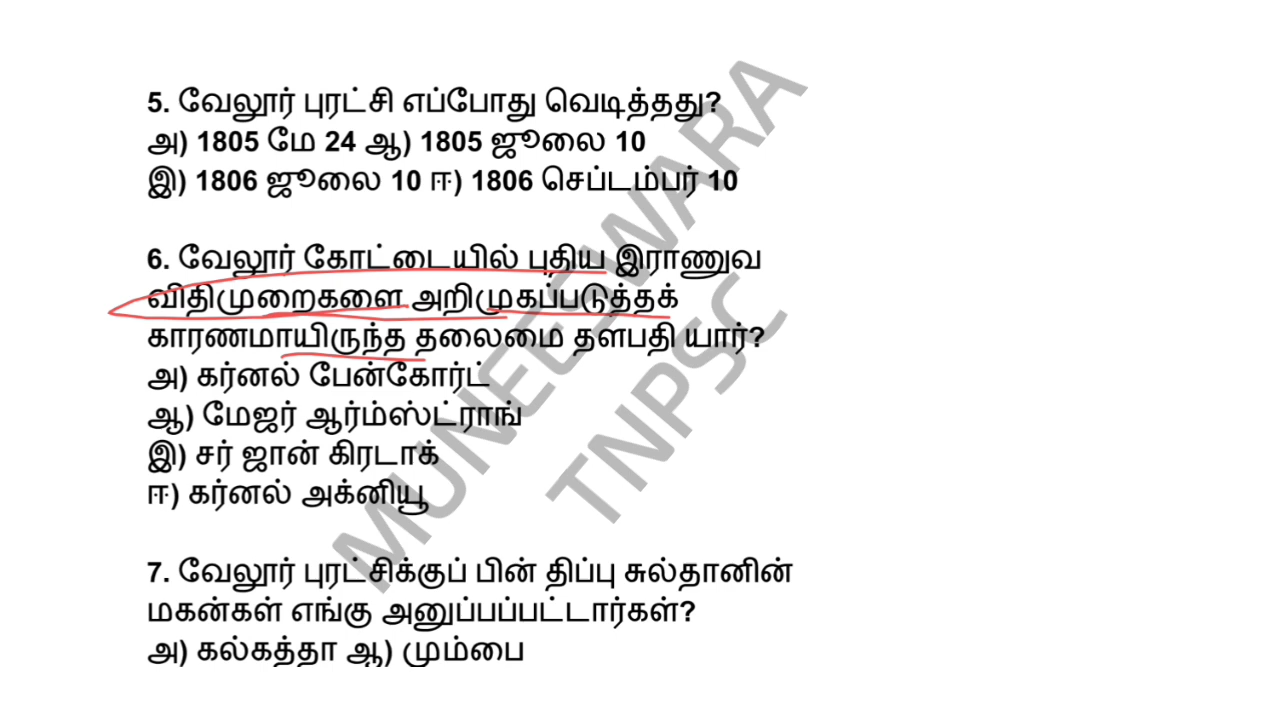 5. வேலூர் புரட்சி எப்போது வெடித்தது?
அ) 1805 மே 24 ஆ) 1805 ஜூலை 10
இ) 1806 ஜூலை 10 ஈ) 1806 செப்டம்பர் 10
6. வேலூர் கோட்டையில் புதிய இராணுவ
விதிமுறைகளை அறிமுகப்படுத்தக்
காரணமாயிருந்த தலைமை தளபதி யார்?
அ) கர்னல் பேன்கோர்ட்
ஆ) மேஜர் ஆர்ம்ஸ்ட்ராங்
இ) சர் ஜான் கிரடாக்
ஈ) கர்னல் அக்னியூ
7. வேலூர் புரட்சிக்குப் பின் திப்பு சுல்தானின்
மகன்கள் எங்கு அனுப்பப்பட்டார்கள்?
அ) கல்கத்தா ஆ) மும்பை
MUNEESWARA
TNPSC